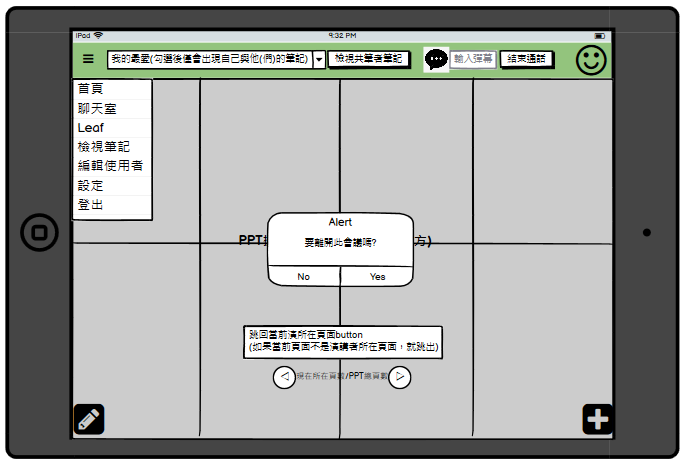 iPod
9:32 PM
我的最愛(勾選後僅會出現自己與他(們)的筆記)
檢視共筆者筆記
輸入彈幕
結束通話
首頁
聊天室
Leaf
檢視筆記
編輯使用者
設定
登出
Alert
PPT
方)
要離開此會議嗎?
No
Yes
跳回當前演所在頁面button
(如果當前頁面不是演講者所在頁面，就跳出)
現在所在頁數/PPT總頁數